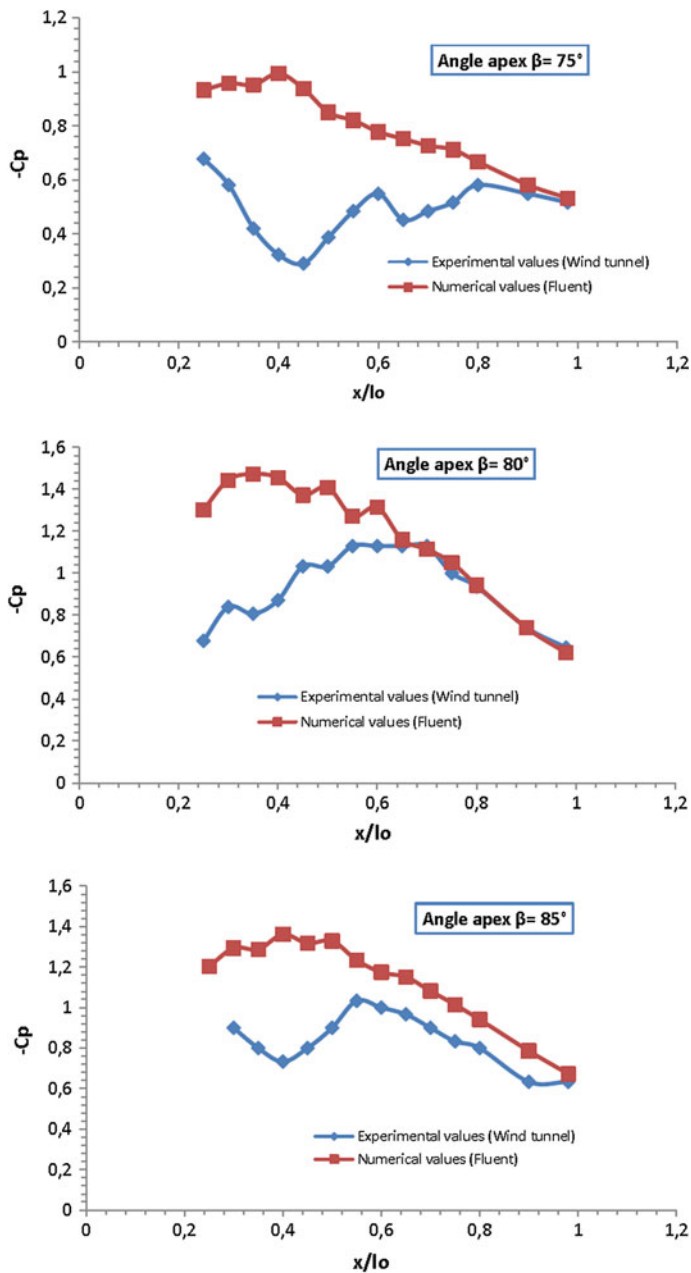 1,2
Angle apex β= 75°
1
0,8
-Cp
0,6
0,4
Experimental values (Wind tunnel)
Numerical values (Fluent)
0,2
0
0 0,2 0,4 0,6 0,8 1 1,2
x/lo
1,6
Angle apex β= 80°
1,4
1,2
1
-Cp
0,8
0,6
0,4
Experimental values (Wind tunnel)
Numerical values (Fluent)
0,2
0
0 0,2 0,4 0,6 0,8 1 1,2
x/lo
1,6
Angle apex β= 85°
1,4
1,2
1
-Cp
0,8
0,6
0,4
Experimental values (Wind tunnel)
Numerical values (Fluent)
0,2
0
0 0,2 0,4 0,6 0,8 1 1,2
x/lo